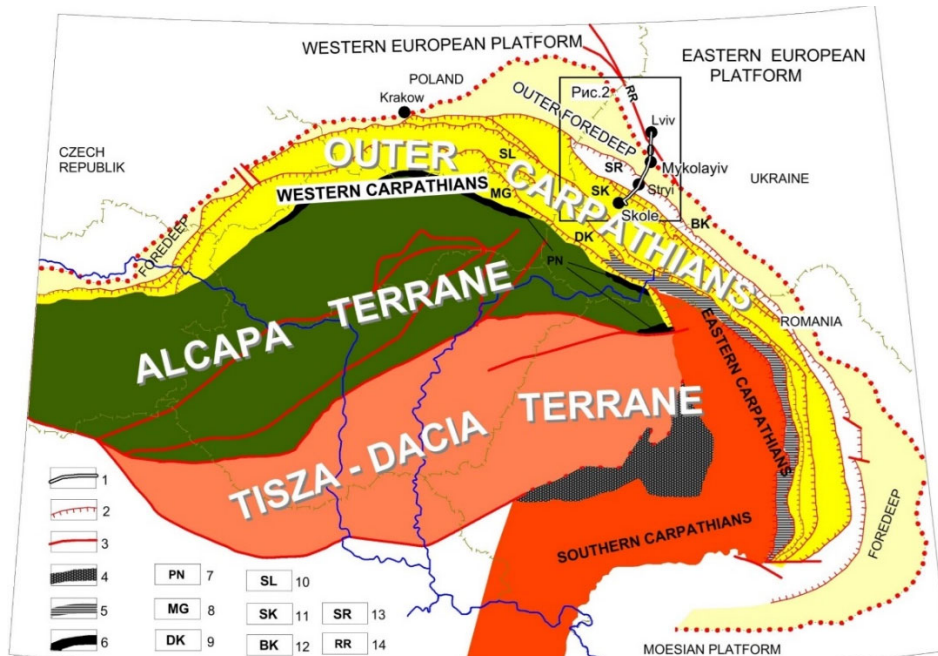 WESTERN EUROPEAN PLATFORM
EASTERN EUROPEAN
PLATFORM
POLAND
Krakow
Рис.2
RR
OUTER FOREDEEP
Lviv
CZECH
REPUBLIK
OUTER
SL
SR
Mykolayiv
UKRAINE
WESTERN CARPATHIANS
MG
CARPATHIANS
SK
Stryi
Skole
BK
FOREDEEP
DK
PN
ALCAPA TERRANE
ROMANIA
EASTERN CARPATHIANS
TISZA - DACIA TERRANE
SOUTHERN CARPATHIANS
FOREDEEP
MOESIAN PLATFORM
1
2
3
4
5
6
PN 7
MG 8
DK 9
SL 10
SK 11
BK 12
SR 13
RR 14